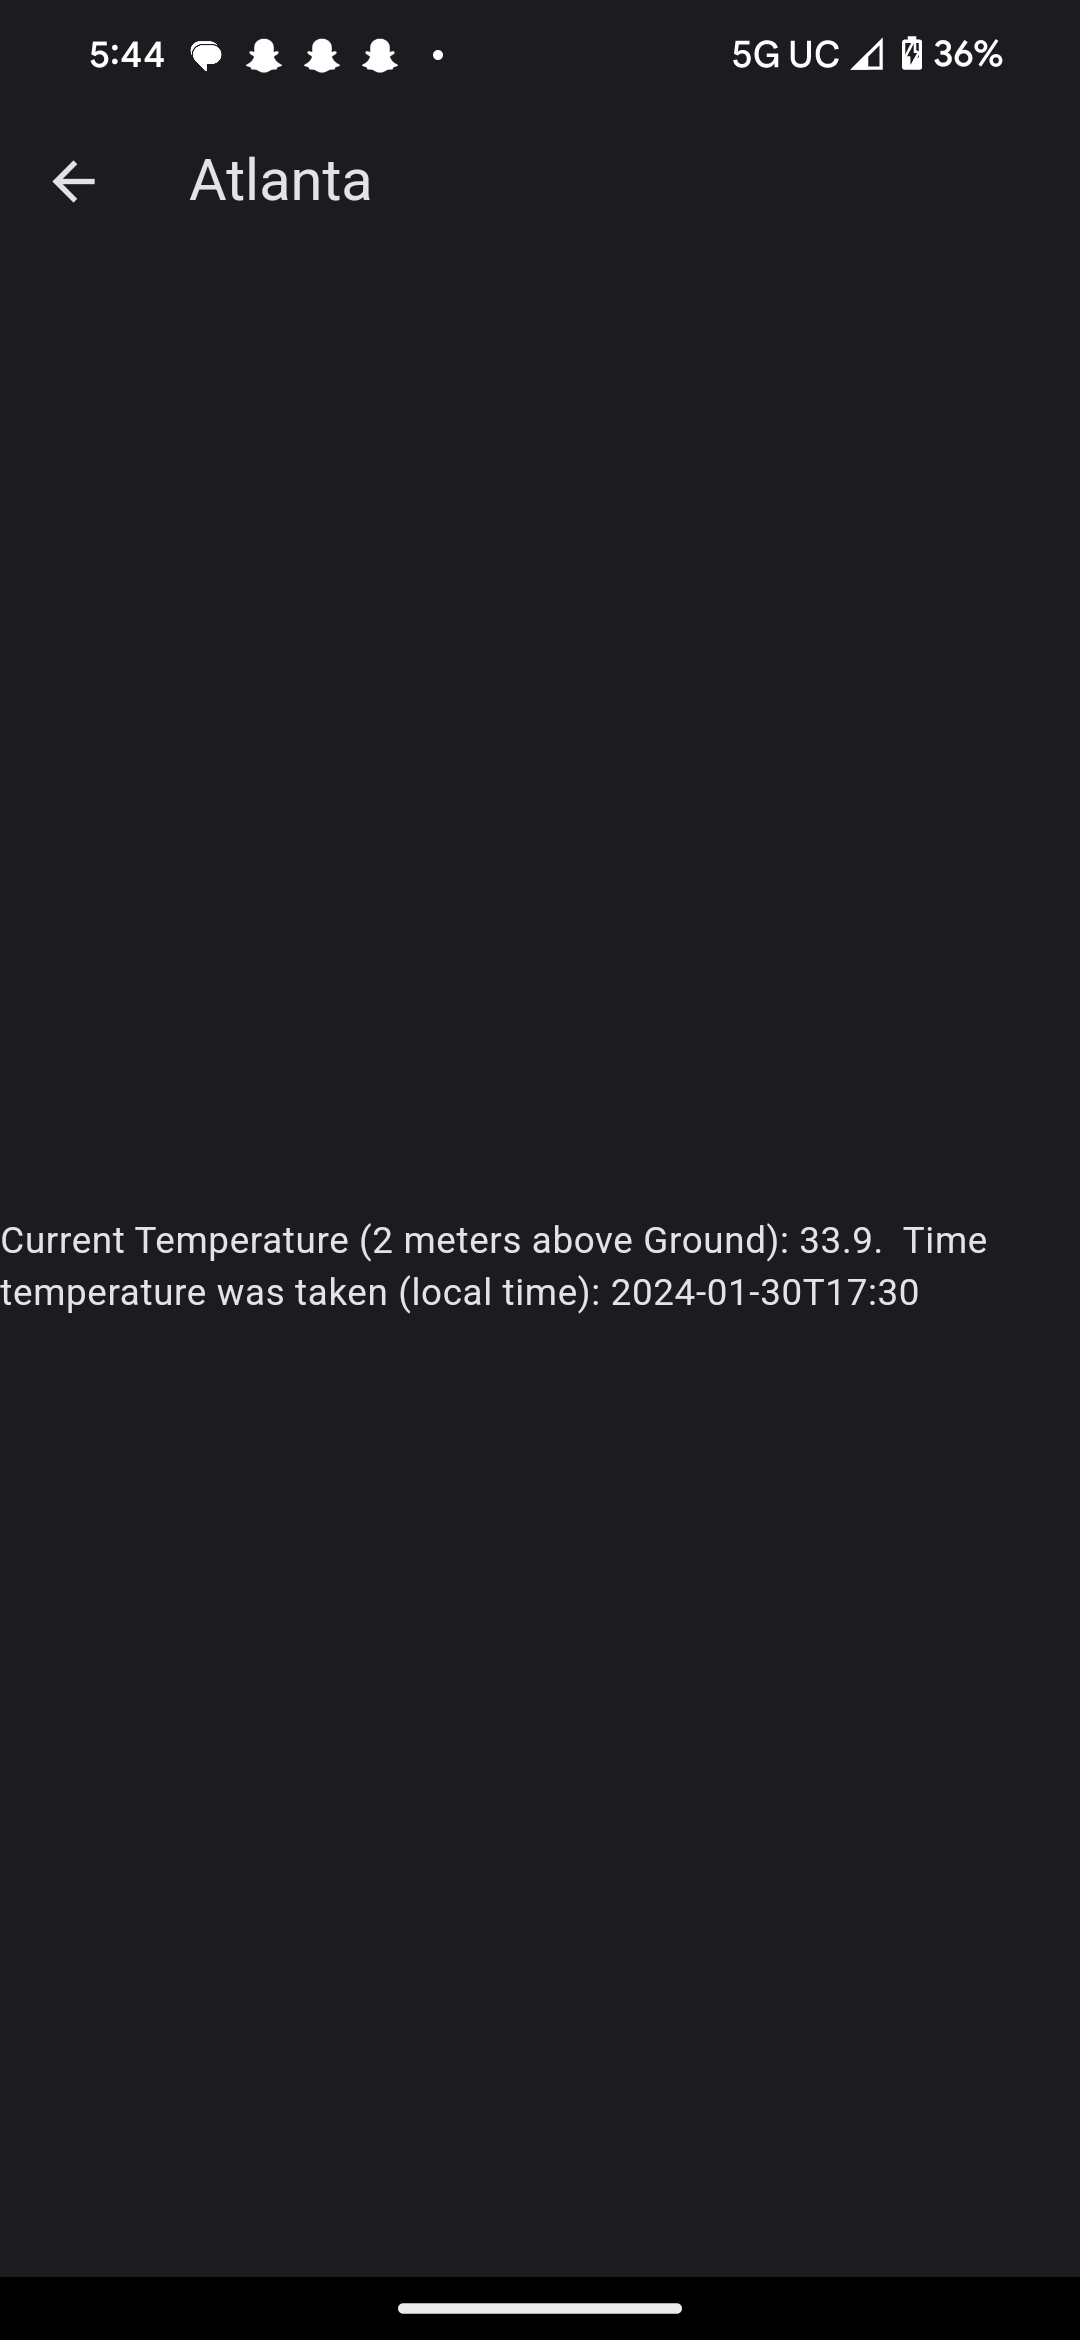 5:44 5G UC 36%
Atlanta
Current Temperature (2 meters above Ground): 33.9.  Time
temperature was taken (local time): 2024-01-30T17:30